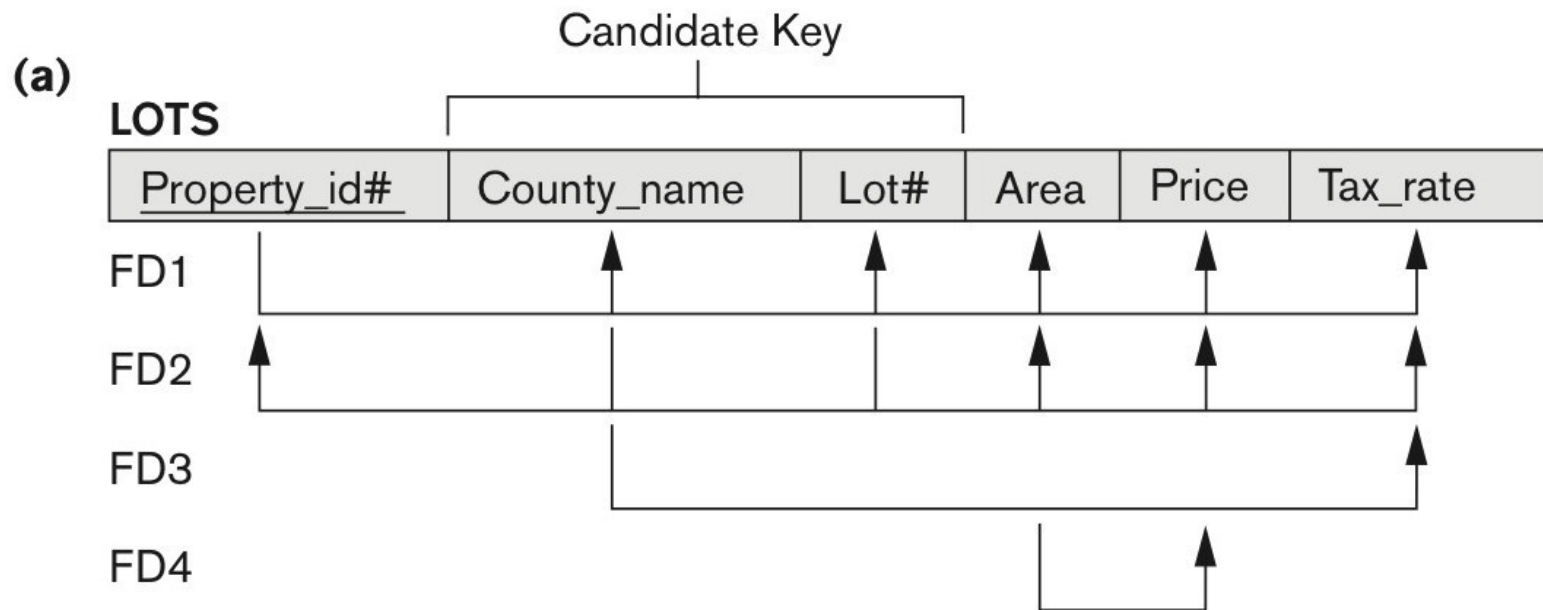 Candidate Key
(a)
LOTS
Property_id# County_name Lot# Area Price Tax_rate
FD1
FD2
FD3
FD4